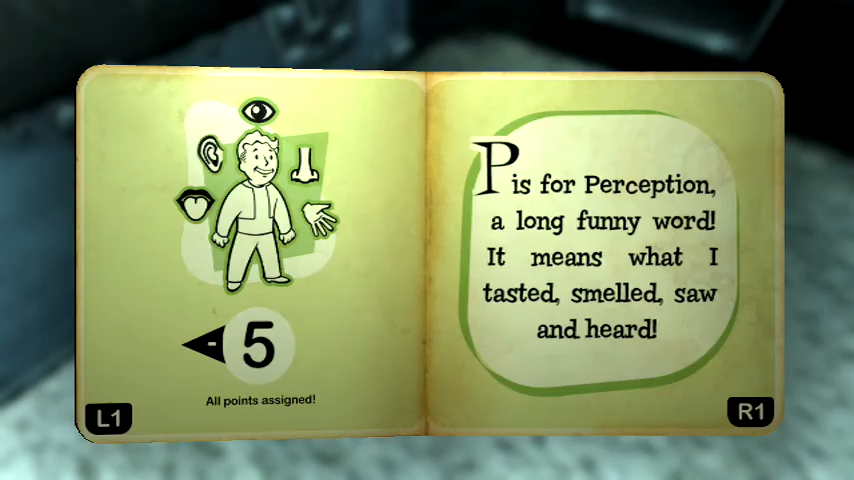 -
5
All points assigned!
L1
P is for Perception,
a long funny word!
It means what I
tasted, smelled, saw
and heard!
R1